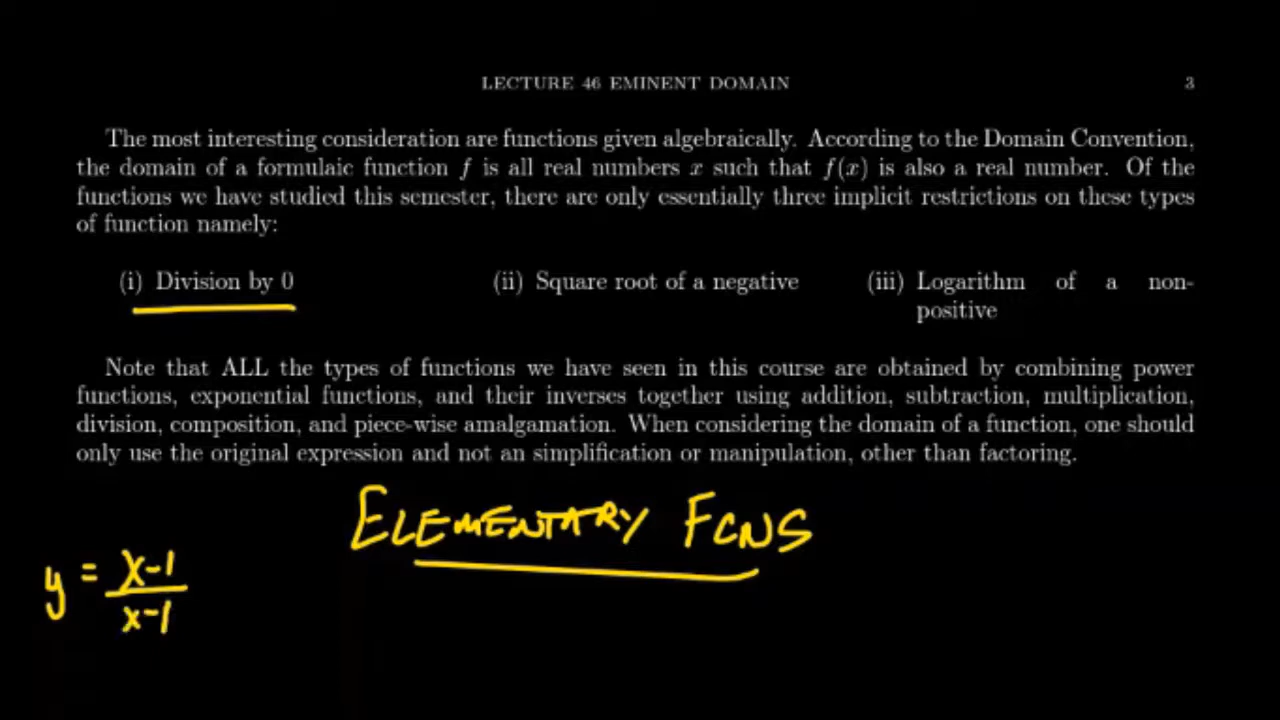 LECTURE 46 EMINENT DOMAIN 3
The most interesting consideration are functions given algebraically. According to the Domain Convention,
the domain of a formulaic function f is all real numbers x such that f(x) is also a real number. Of the
functions we have studied this semester, there are only essentially three implicit restrictions on these types
of function namely:
(i) Division by 0 (ii) Square root of a negative (iii) Logarithm of a non-
positive
Note that ALL the types of functions we have seen in this course are obtained by combining power
functions, exponential functions, and their inverses together using addition, subtraction, multiplication,
division, composition, and piece-wise amalgamation. When considering the domain of a function, one should
only use the original expression and not an simplification or manipulation, other than factoring.
ELEMENTARY FCNS
y = x-1
x-1